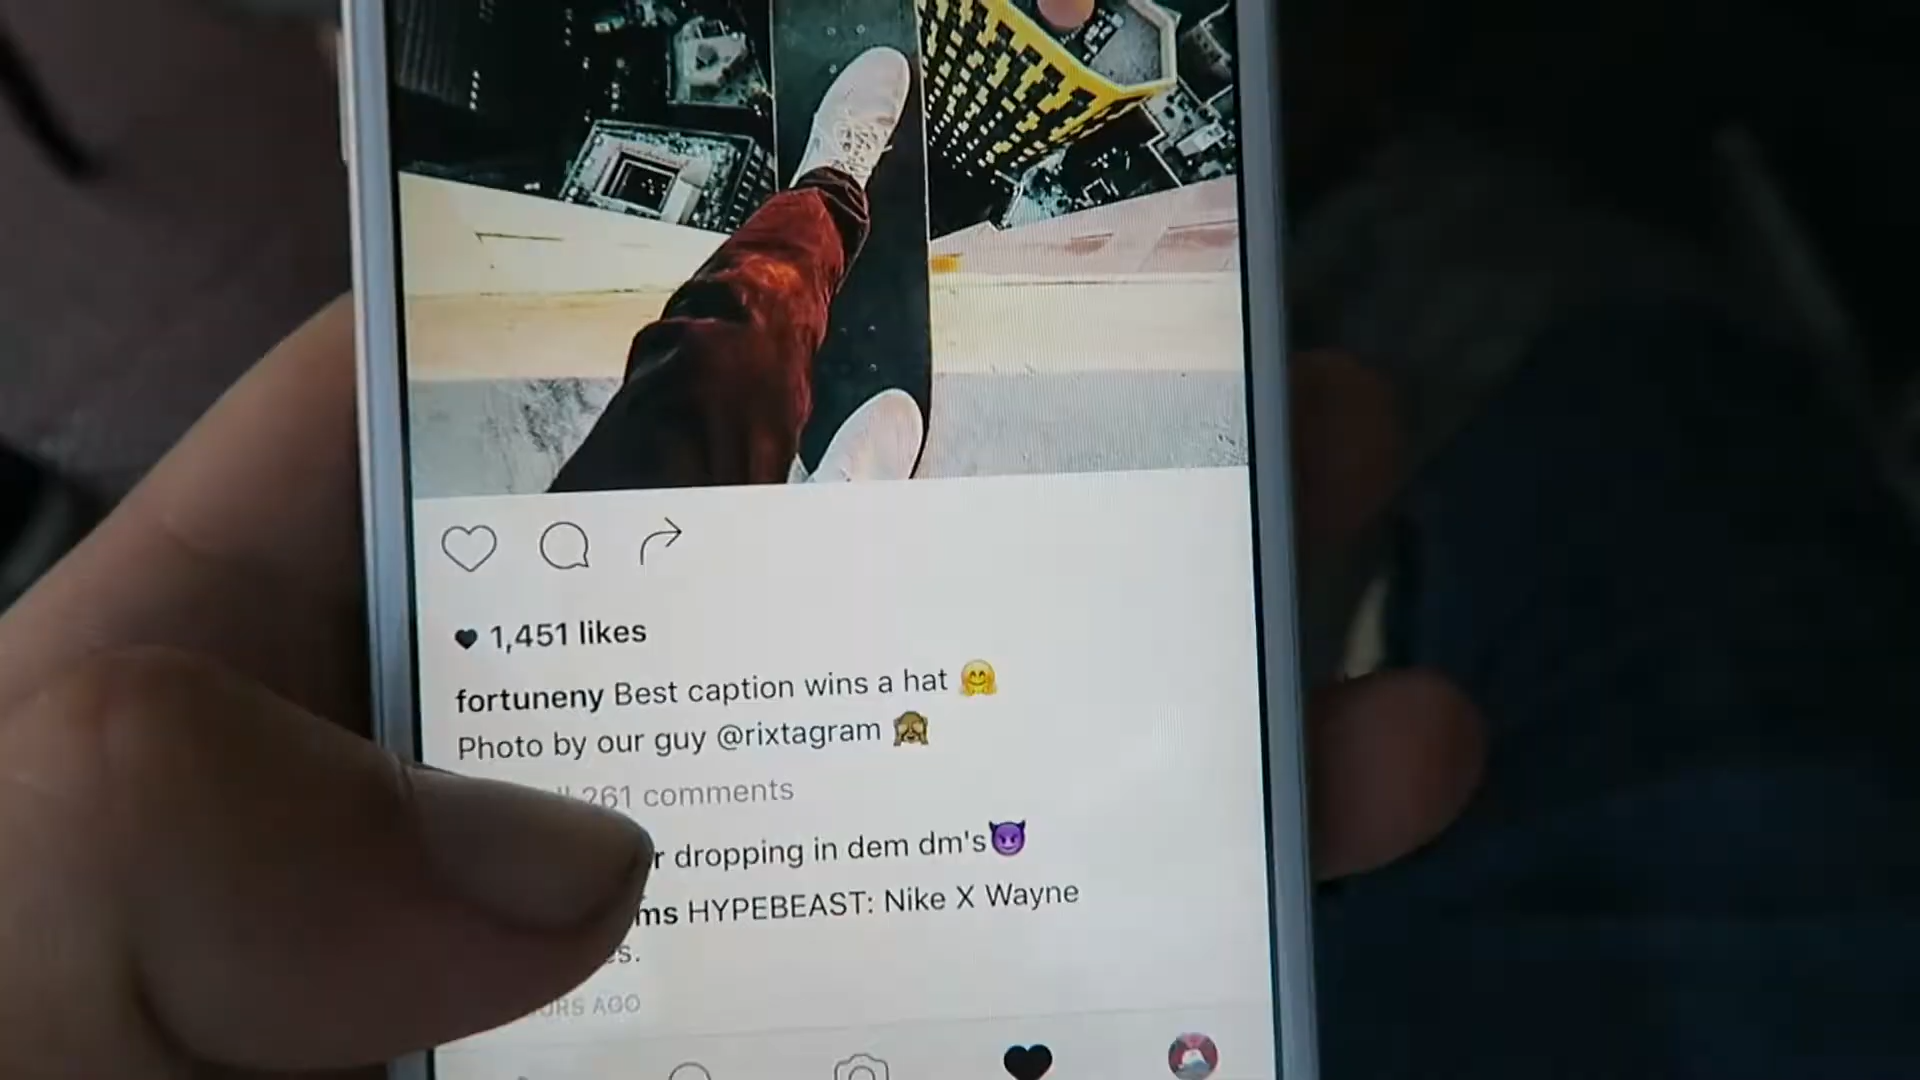 1,451 likes
fortuneny Best caption wins a hat 🤗
Photo by our guy @rixtagram 🙈
261 comments
dropping in dem dm's😈
HYPEBEAST: Nike X Wayne
AGO